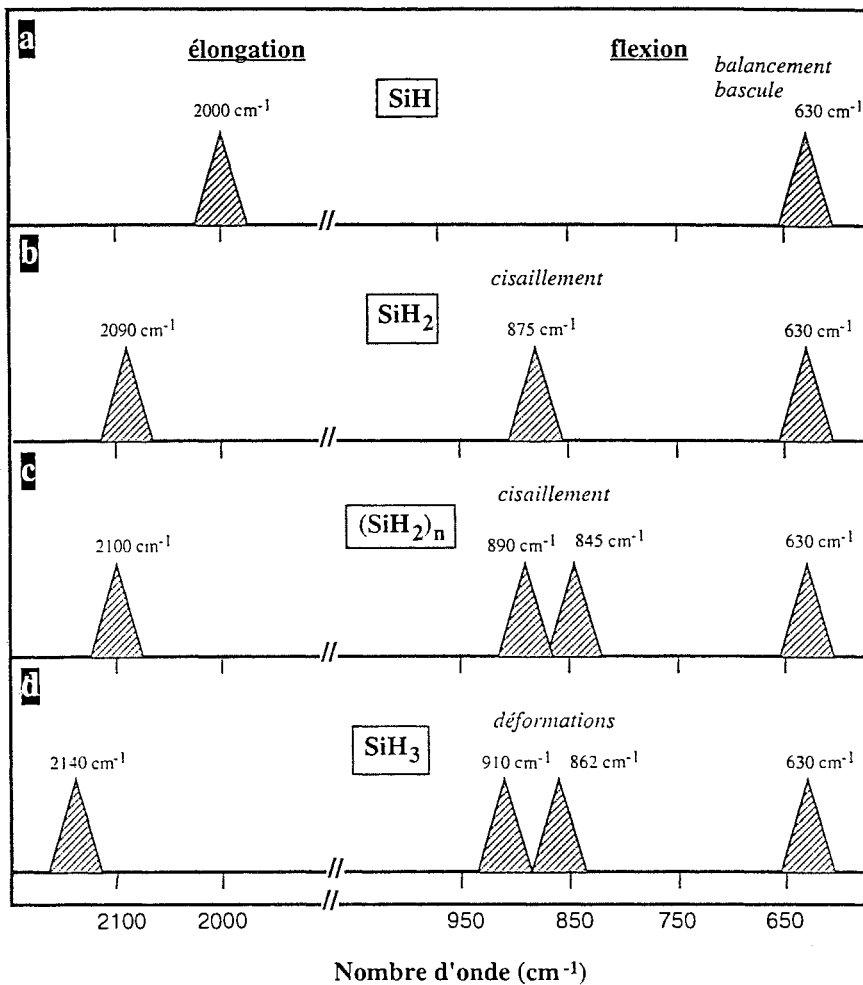 a
élongation
flexion
balancement
bascule
2000 cm⁻¹
SiH
630 cm⁻¹
b
cisaillement
SiH₂
2090 cm⁻¹
875 cm⁻¹
630 cm⁻¹
c
cisaillement
(SiH₂)ₙ
2100 cm⁻¹
890 cm⁻¹
845 cm⁻¹
630 cm⁻¹
d
déformations
SiH₃
2140 cm⁻¹
910 cm⁻¹
862 cm⁻¹
630 cm⁻¹
2100 2000 950 850 750 650
Nombre d'onde (cm⁻¹)